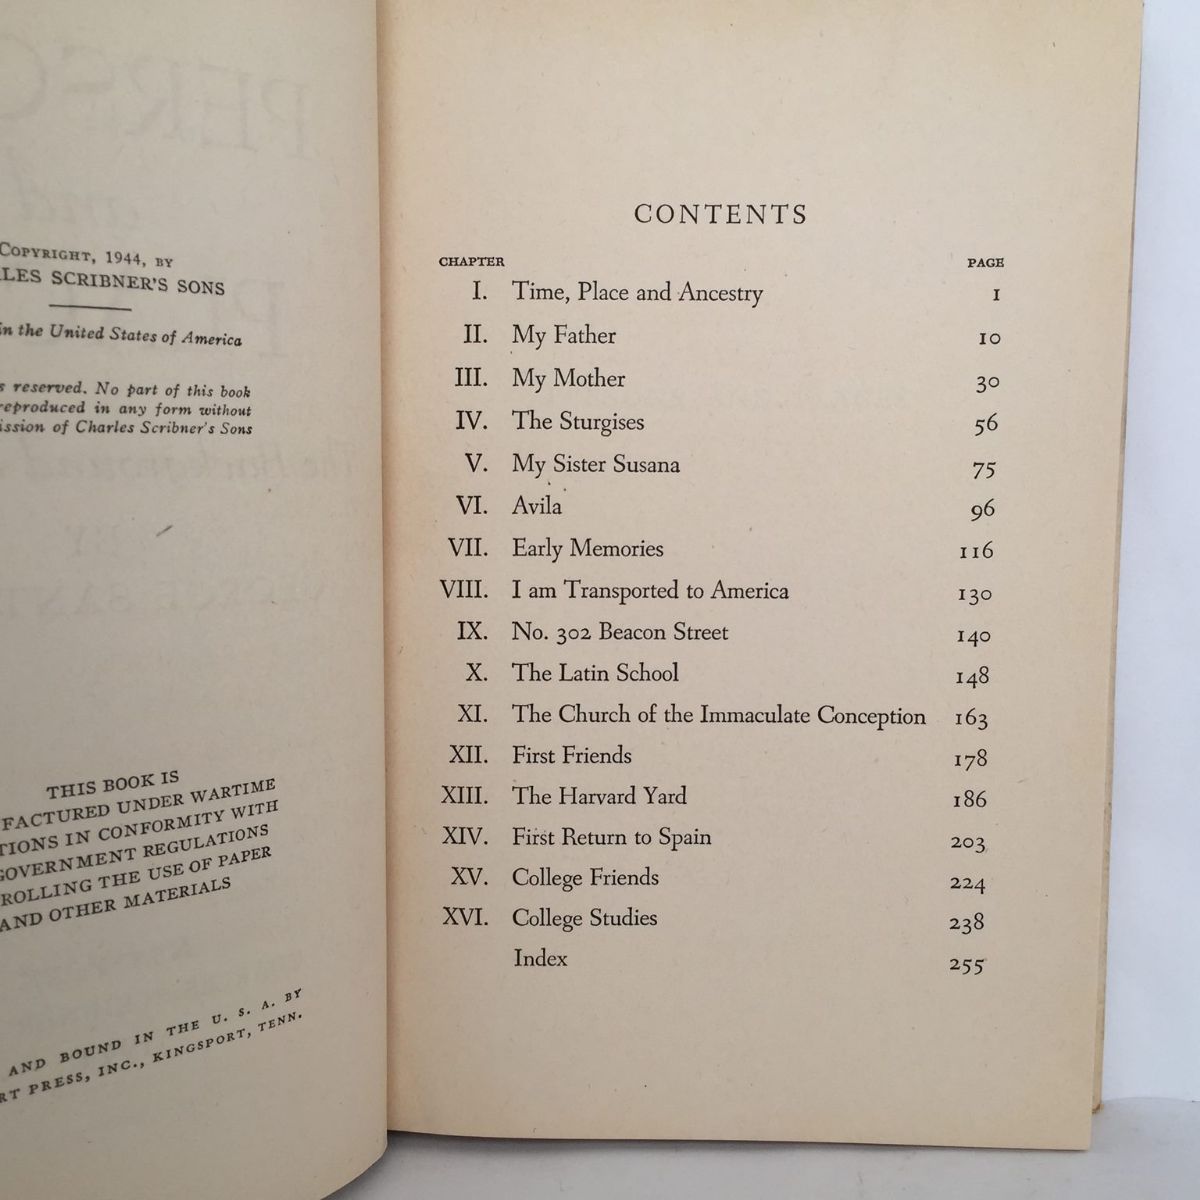 COPYRIGHT, 1944, BY
SCRIBNER'S SONS
in the United States of America
reserved. No part of this book
reproduced in any form without
of Charles Scribner's Sons
THIS BOOK IS
UNDER WARTIME
IN CONFORMITY WITH
GOVERNMENT REGULATIONS
THE USE OF PAPER
AND OTHER MATERIALS
AND BOUND IN THE U. S. A. BY
PRESS, INC., KINGSPORT, TENN.
CONTENTS
CHAPTER PAGE
I. Time, Place and Ancestry 1
II. My Father 10
III. My Mother 30
IV. The Sturgises 56
V. My Sister Susana 75
VI. Avila 96
VII. Early Memories 116
VIII. I am Transported to America 130
IX. No. 302 Beacon Street 140
X. The Latin School 148
XI. The Church of the Immaculate Conception 163
XII. First Friends 178
XIII. The Harvard Yard 186
XIV. First Return to Spain 203
XV. College Friends 224
XVI. College Studies 238
Index 255